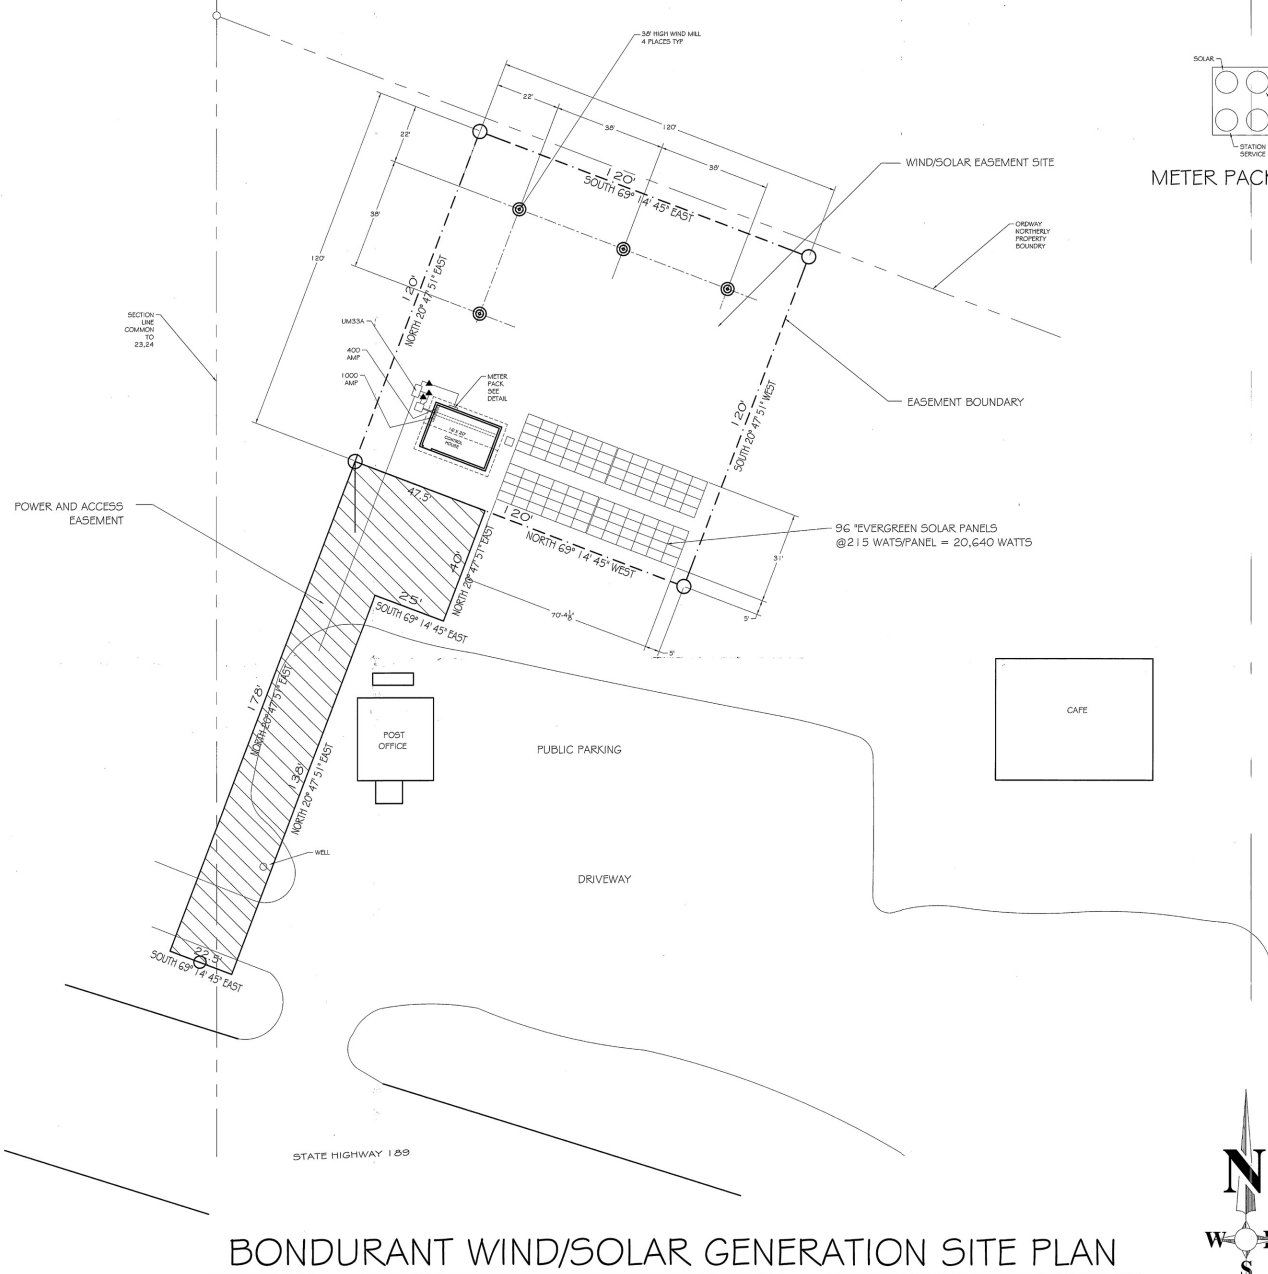 38' HIGH WIND MILL
4 PLACES TYP
SOLAR
STATION
SERVICE
METER PACK
22'
38'
120'
38'
22'
38'
120'
WIND/SOLAR EASEMENT SITE
120'
SOUTH 69° 14' 45" EAST
ORDWAY
NORTHERLY
PROPERTY
BOUNDRY
120'
NORTH 20° 47' 51" EAST
SECTION
LINE
COMMON
TO
23,24
UM33A
400
AMP
1000
AMP
METER
PACK
SEE
DETAIL
16 X 20'
CONTROL
HOUSE
120'
SOUTH 20° 47' 51" WEST
EASEMENT BOUNDARY
POWER AND ACCESS
EASEMENT
47.5'
120'
NORTH 69° 14' 45" WEST
96 "EVERGREEN SOLAR PANELS
@215 WATS/PANEL = 20,640 WATTS
31'
5'
40'
NORTH 20° 47' 51" EAST
25'
SOUTH 69° 14' 45" EAST
5'
178'
NORTH 20° 47' 51" EAST
138'
NORTH 20° 47' 51" EAST
POST
OFFICE
PUBLIC PARKING
CAFE
WELL
DRIVEWAY
22.5'
SOUTH 69° 14' 45" EAST
STATE HIGHWAY 189
N
W
S
BONDURANT WIND/SOLAR GENERATION SITE PLAN